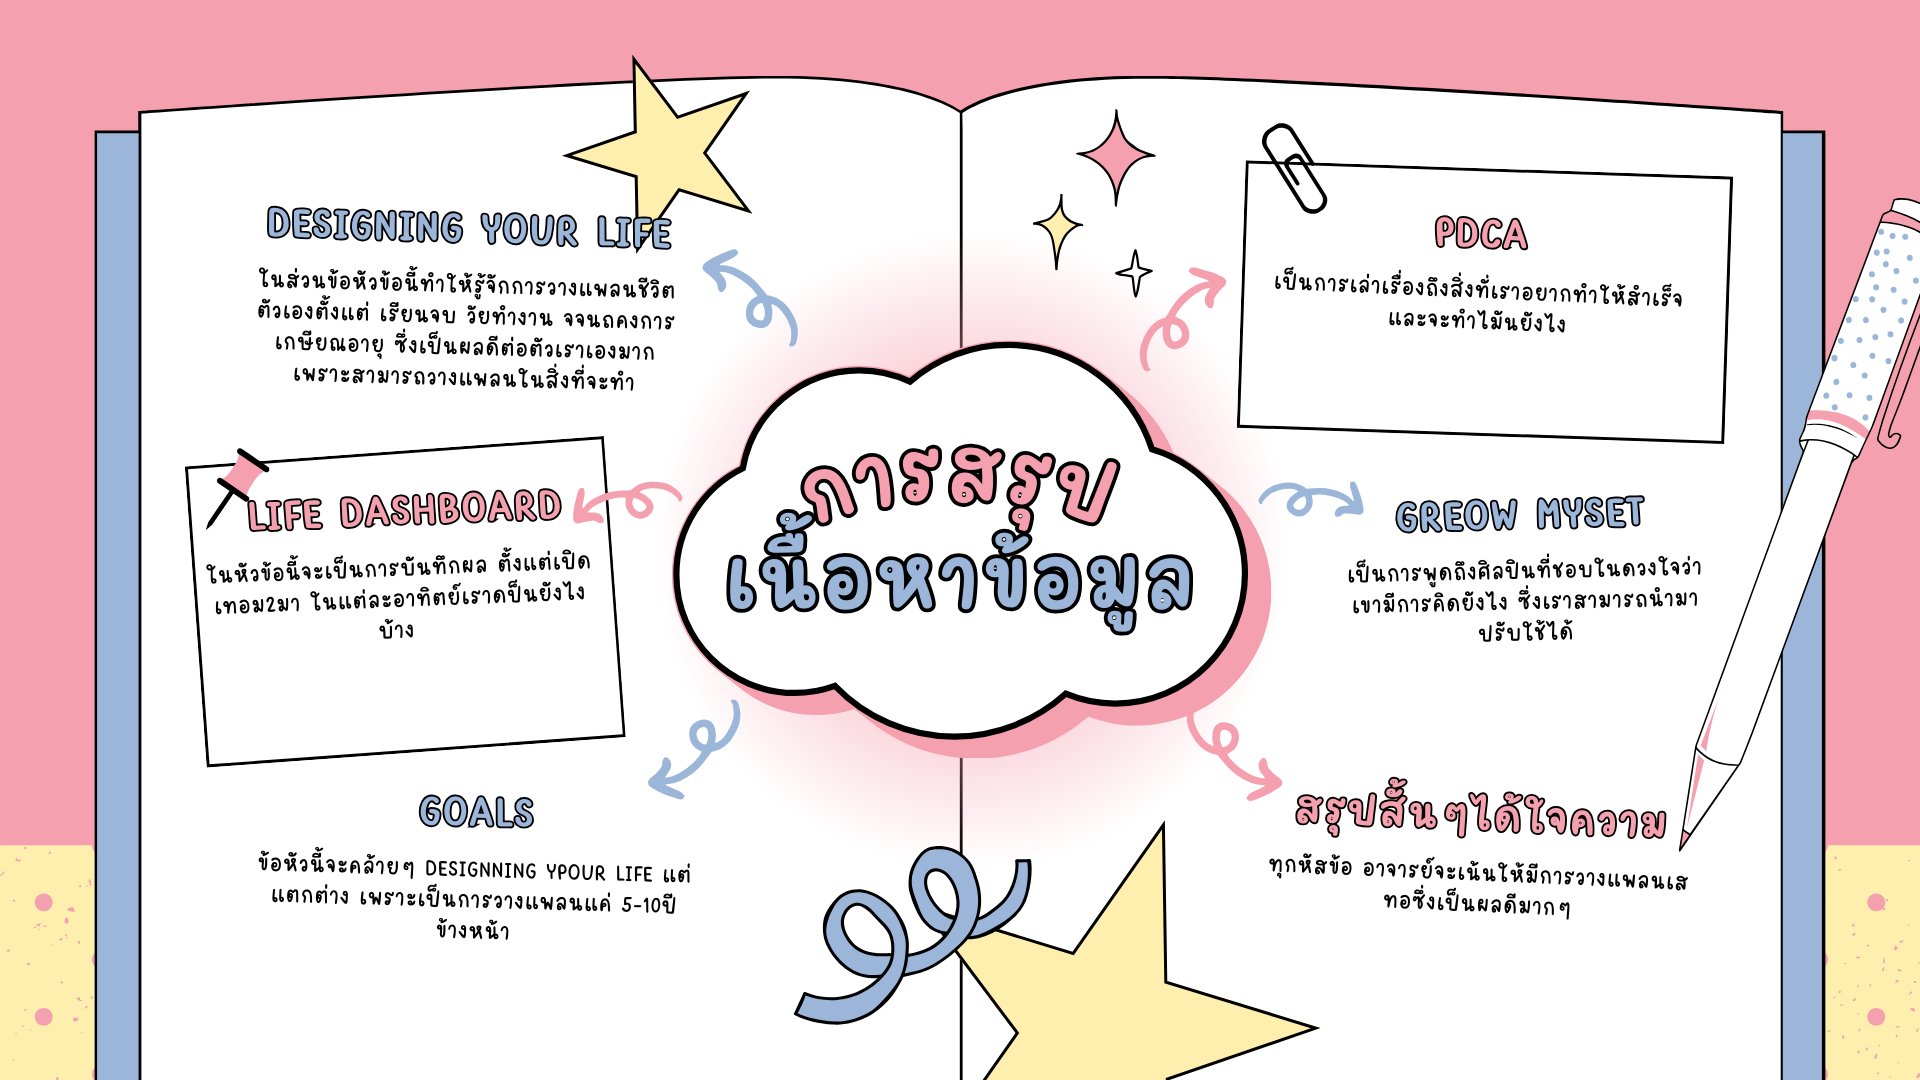 การสรุป
เนื้อหาข้อมูล
DESIGNING YOUR LIFE
ในส่วนข้อหัวข้อนี้ทำให้รู้จักการวางแพลนชีวิต
ตัวเองตั้งแต่ เรียนจบ วัยทำงาน จจนถคงการ
เกษียณอายุ ซึ่งเป็นผลดีต่อตัวเราเองมาก
เพราะสามารถวางแพลนในสิ่งที่จะทำ
LIFE DASHBOARD
ในหัวข้อนี้จะเป็นการบันทึกผล ตั้งแต่เปิด
เทอม2มา ในแต่ละอาทิตย์เราดป็นยังไง
บ้าง
GOALS
ข้อหัวนี้จะคล้ายๆ DESIGNNING YPOUR LIFE แต่
แตกต่าง เพราะเป็นการวางแพลนแค่ 5-10ปี
ข้างหน้า
PDCA
เป็นการเล่าเรื่องถึงสิ่งที่เราอยากทำให้สำเร็จ
และจะทำไม้นยังไง
GREOW MYSET
เป็นการพูดถึงศิลปินที่ชอบในดวงใจว่า
เขามีการคิดยังไง ซึ่งเราสามารถนำมา
ปรับใช้ได้
สรุปสั้นๆได้ใจความ
ทุกหัสข้อ อาจารย์จะเน้นให้มีการวางแพลนเส
ทอซึ่งเป็นผลดีมากๆ